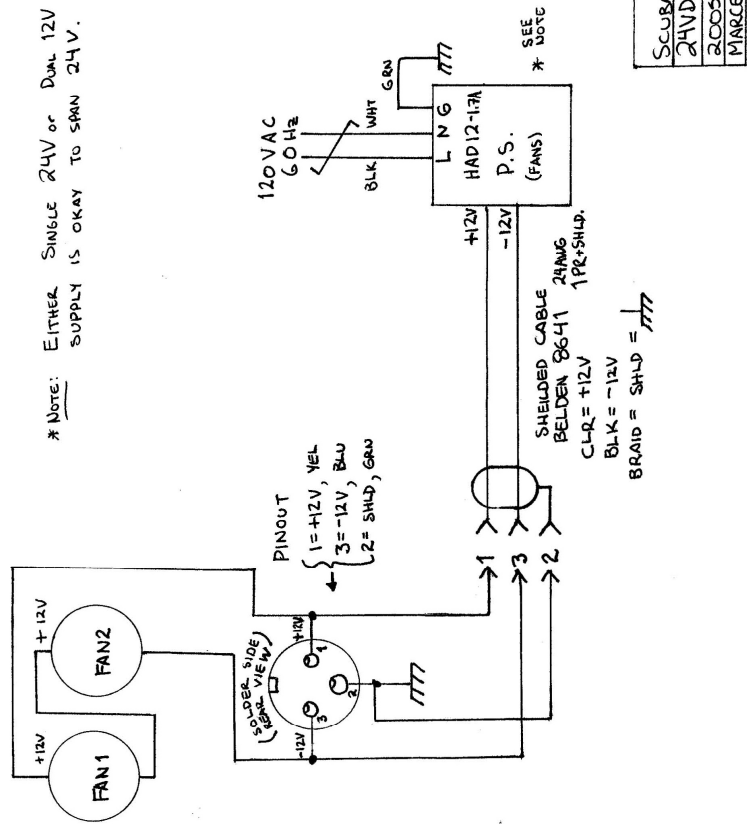 * NOTE: EITHER SINGLE 24V or DUAL 12V
SUPPLY IS OKAY TO SPAN 24V.
+12V
FAN1
+12V
FAN2
(SOLDER SIDE)
(REAR VIEW)
-12V
+12V
3
1
2
PINOUT
1=+12V, YEL
3=-12V, BLU
2= SHLD, GRN
1
3
2
SHEILDED CABLE
BELDEN 8641 24AWG
1PR+SHLD.
CLR=+12V
BLK=-12V
BRAID = SHLD =
+12V
-12V
120VAC
60Hz
BLK
WHT
GRN
L N G
HAD12-1.7A
P.S.
(FANS)
* SEE
NOTE
SCUBA
24VD
2005
MARCE